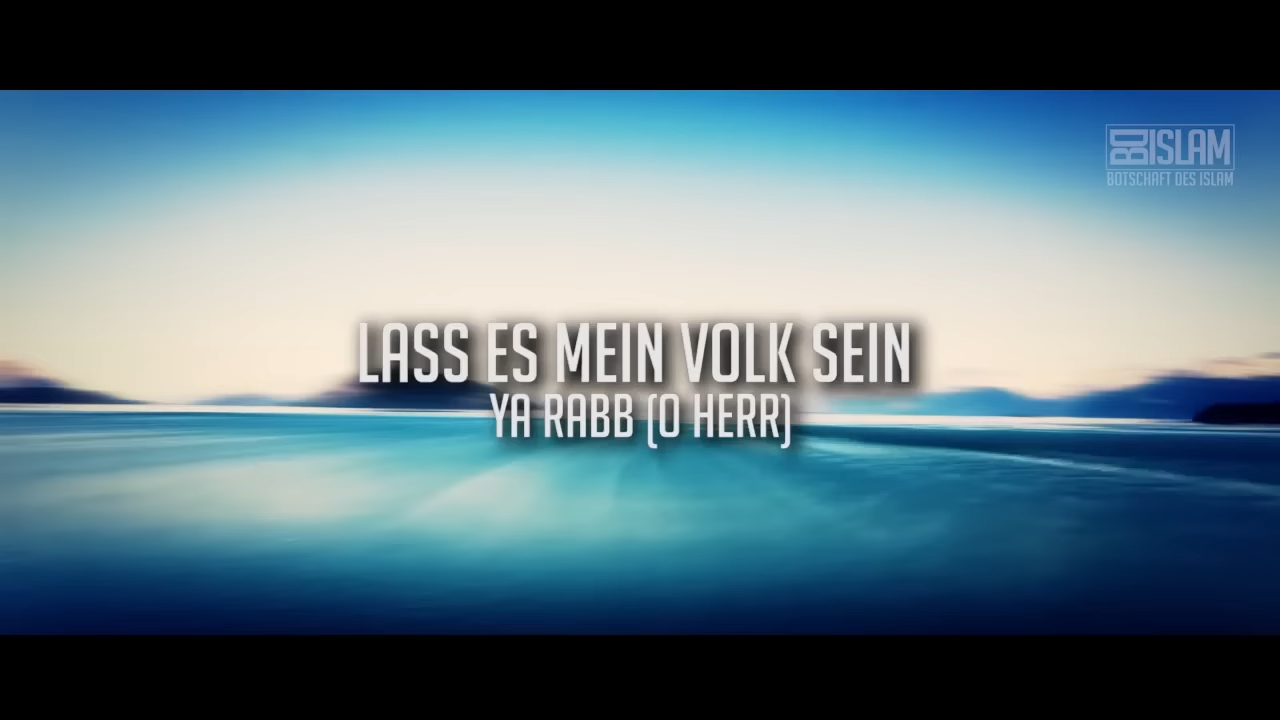 BDISLAM
BOTSCHAFT DES ISLAM
LASS ES MEIN VOLK SEIN
YA RABB (O HERR)